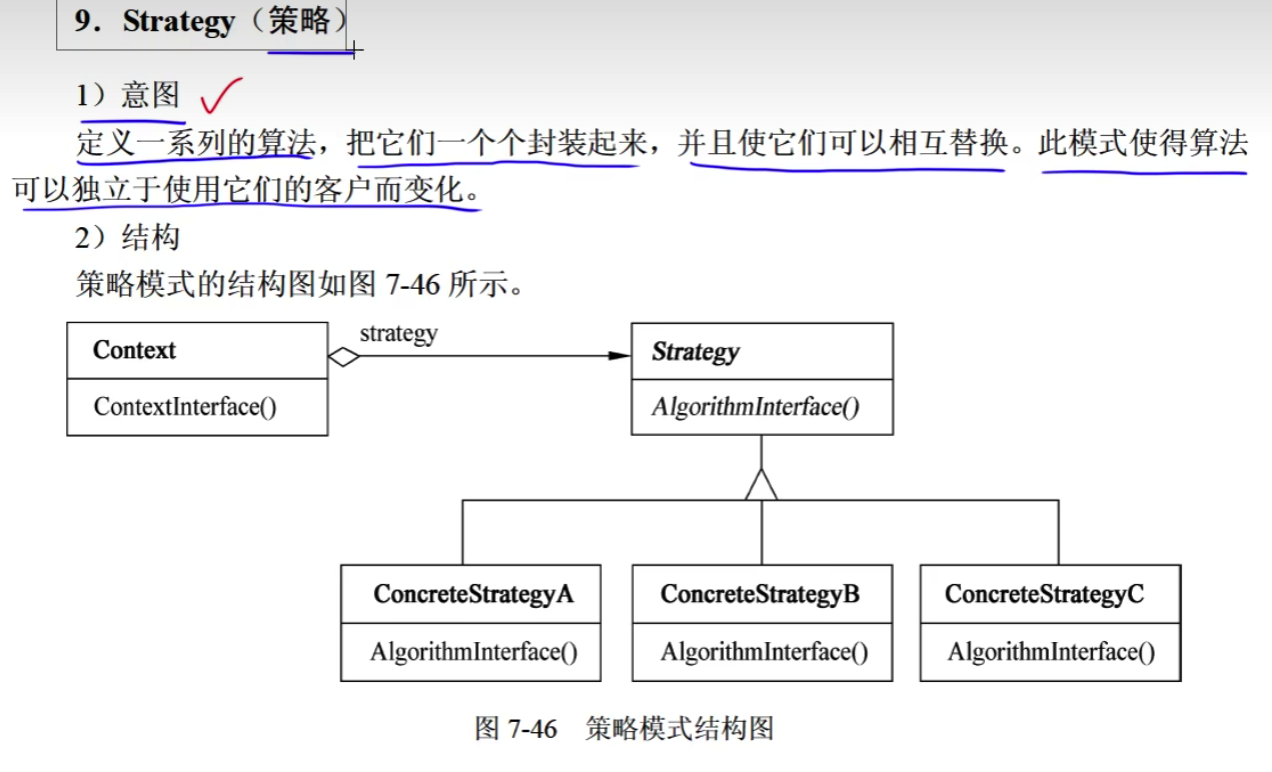 9．Strategy（策略）
1）意图
定义一系列的算法，把它们一个个封装起来，并且使它们可以相互替换。此模式使得算法
可以独立于使用它们的客户而变化。
2）结构
策略模式的结构图如图 7-46 所示。
strategy
Context
Strategy
ContextInterface()
AlgorithmInterface()
ConcreteStrategyA
ConcreteStrategyB
ConcreteStrategyC
AlgorithmInterface()
AlgorithmInterface()
AlgorithmInterface()
图 7-46 策略模式结构图